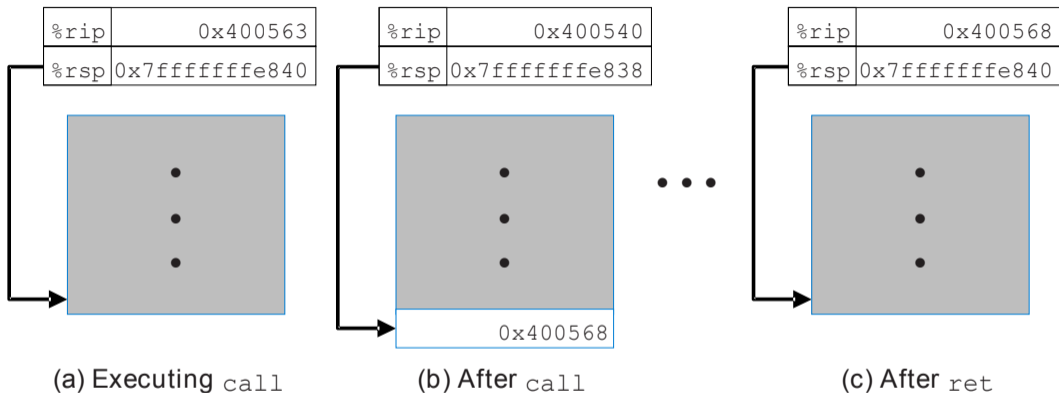 %rip 0x400563
%rsp 0x7fffffffe840
(a) Executing call
%rip 0x400540
%rsp 0x7fffffffe838
0x400568
(b) After call
%rip 0x400568
%rsp 0x7fffffffe840
(c) After ret